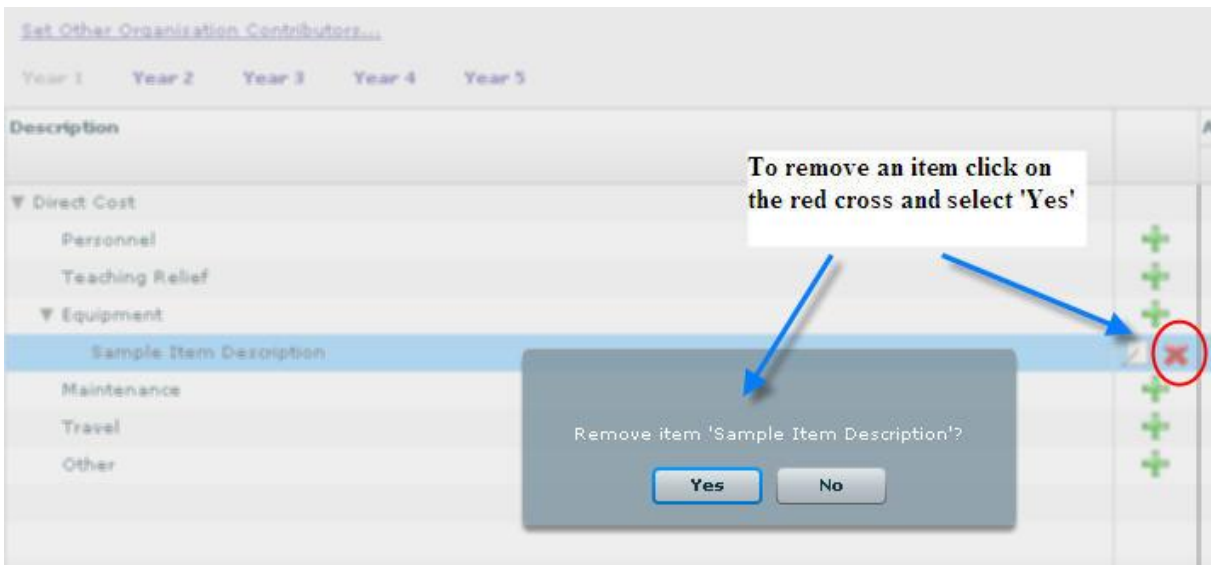 Set Other Organisation Contributors...
Year 1 Year 2 Year 3 Year 4 Year 5
Description
A
To remove an item click on
the red cross and select 'Yes'
▼ Direct Cost
Personnel
Teaching Relief
▼ Equipment
Sample Item Description
Maintenance
Travel
Other
Remove item 'Sample Item Description'?
Yes No